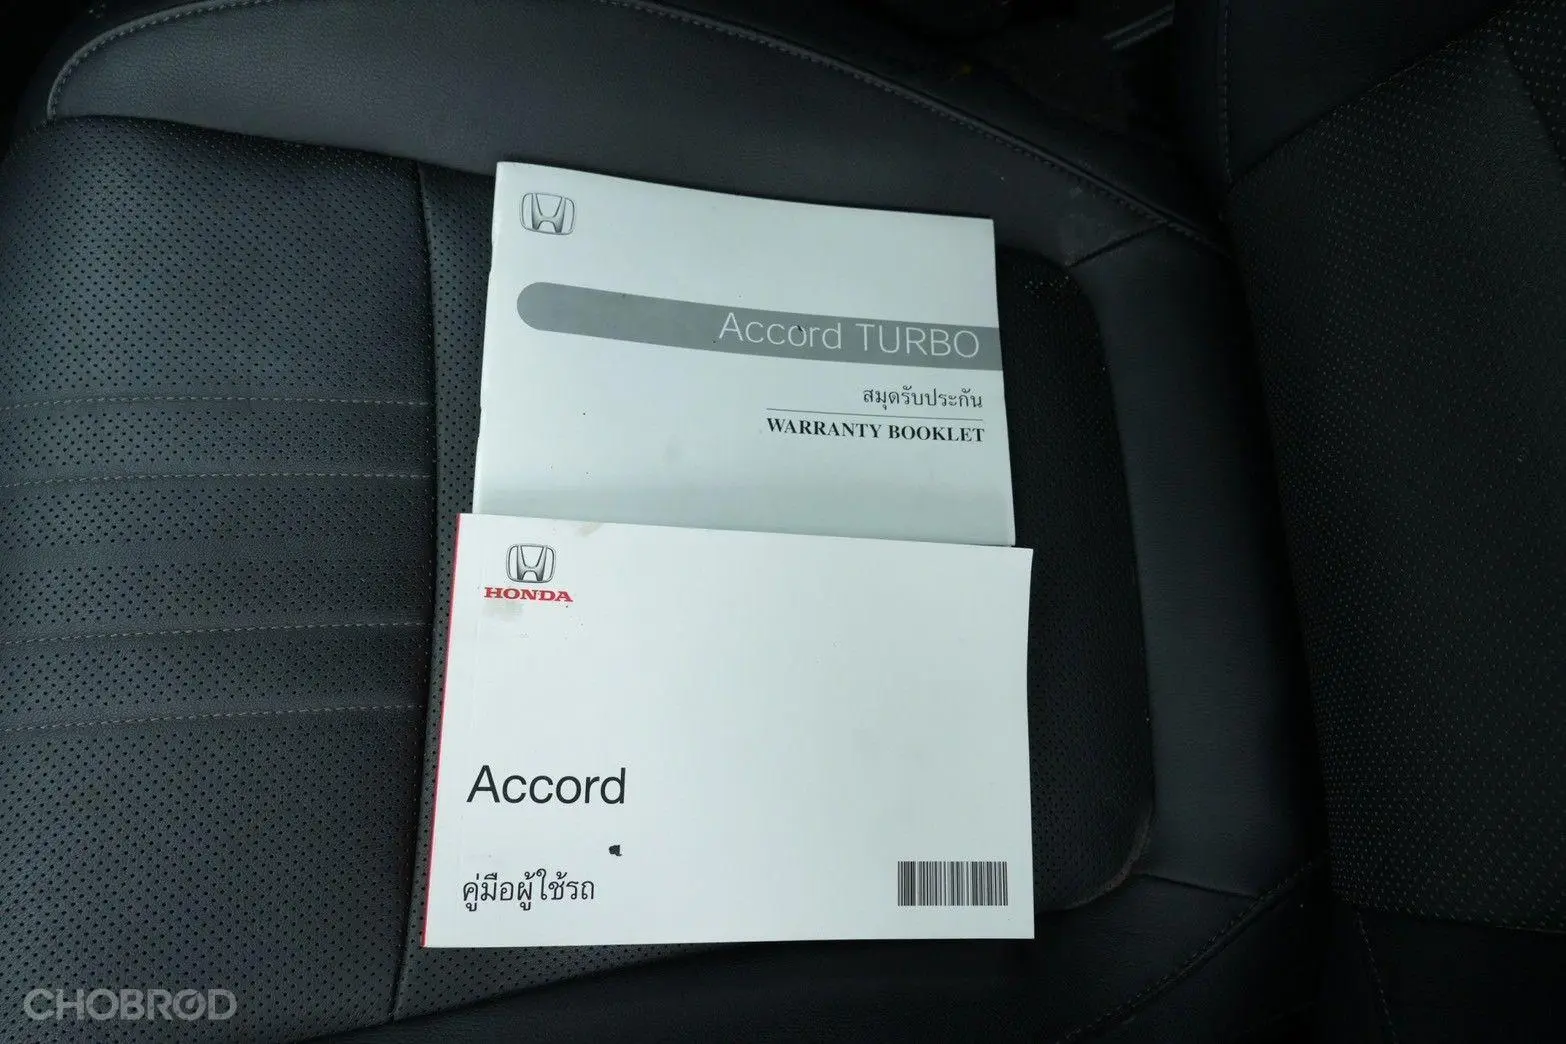 Accord TURBO
สมุดรับประกัน
WARRANTY BOOKLET
HONDA
Accord
คู่มือผู้ใช้รถ
CHOBROD